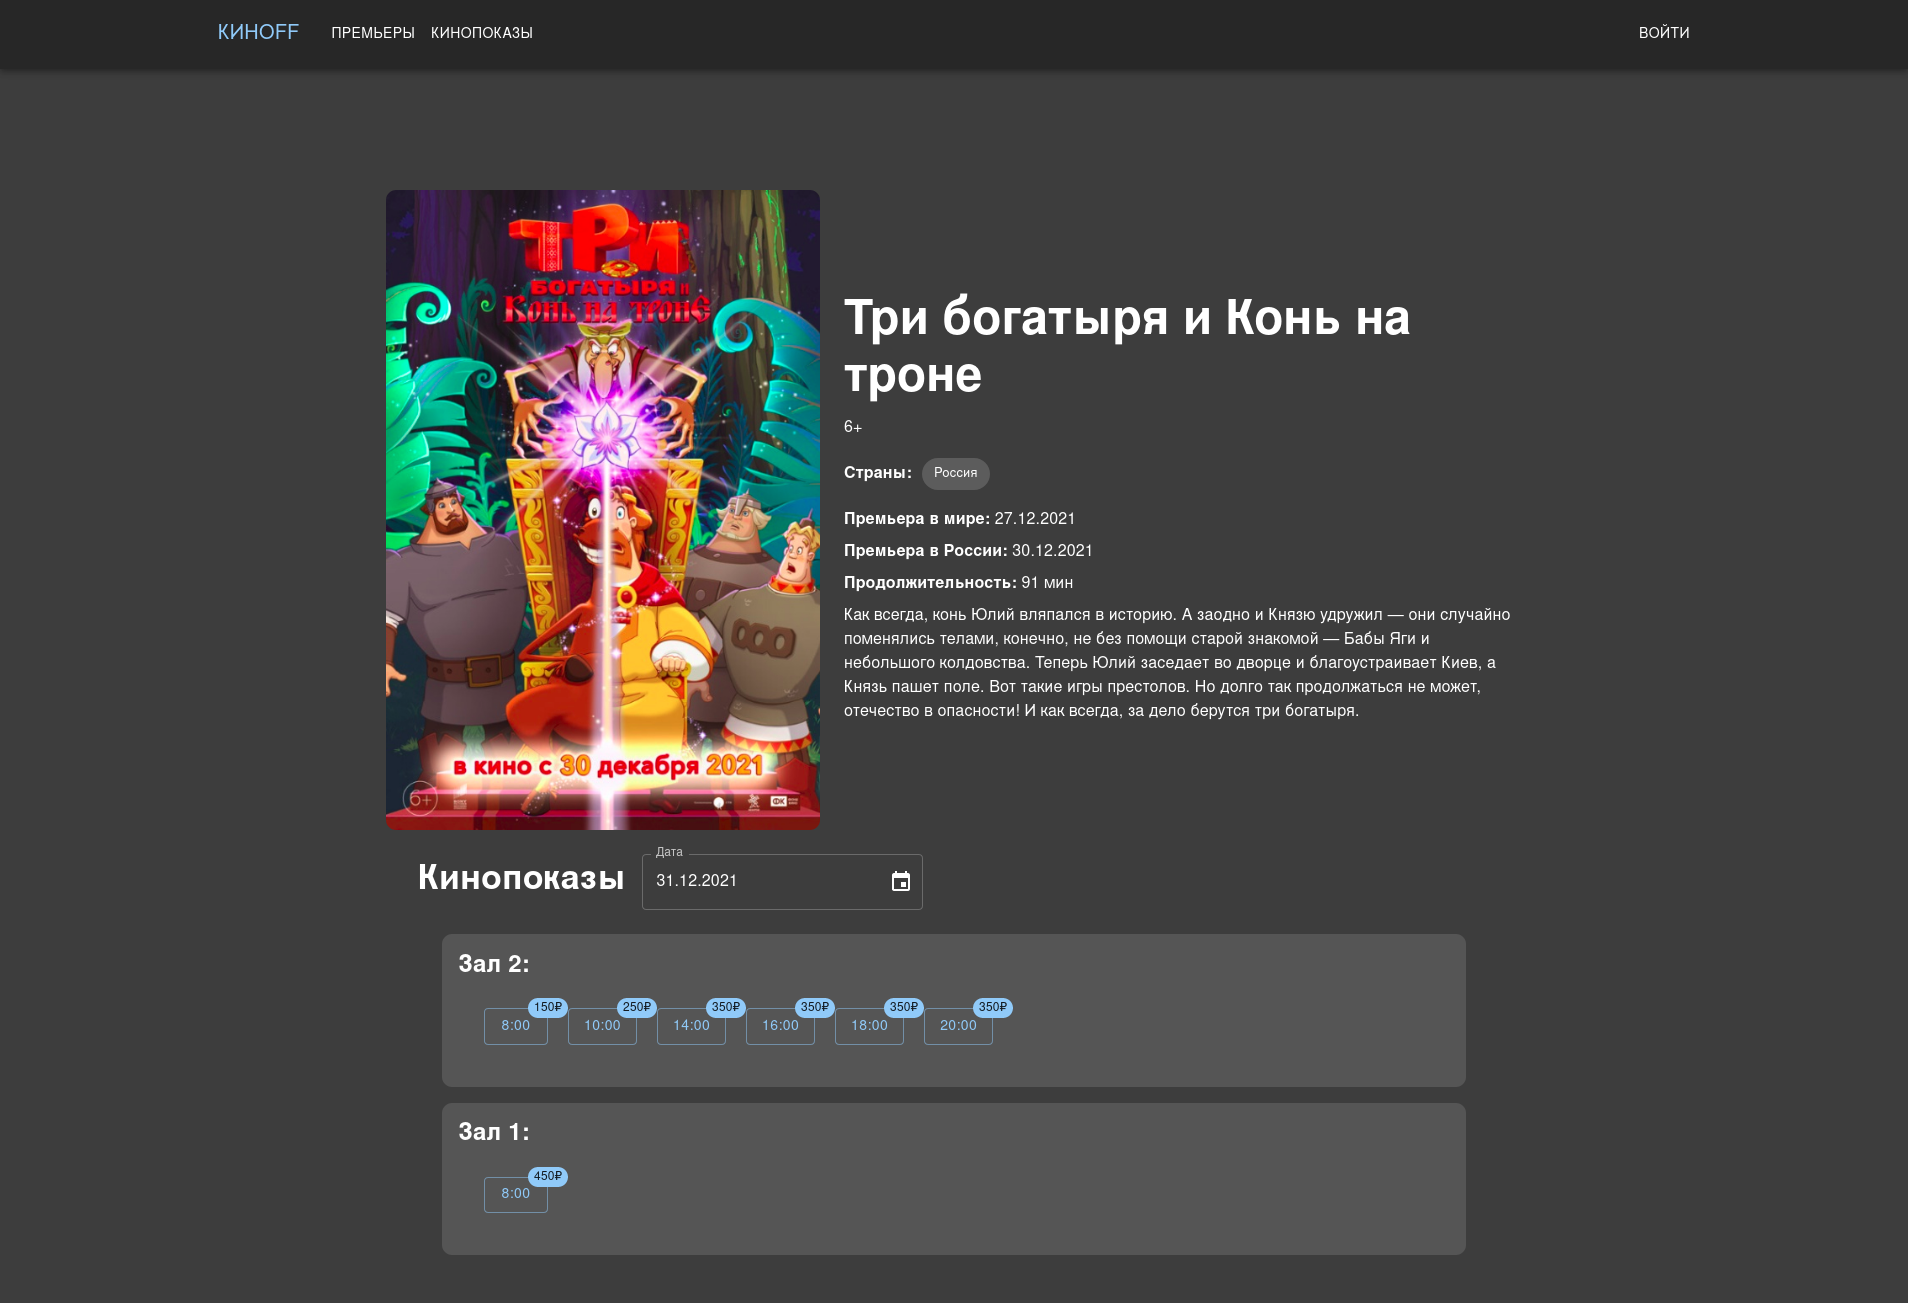 КИНОFF
ПРЕМЬЕРЫ
КИНОПОКАЗЫ
ВОЙТИ
ТРИ
БОГАТЫРЯ И
КОНЬ НА ТРОНЕ
в кино с 30 декабря 2021
6+
Три богатыря и Конь на
троне
6+
Страны: Россия
Премьера в мире: 27.12.2021
Премьера в России: 30.12.2021
Продолжительность: 91 мин
Как всегда, конь Юлий вляпался в историю. А заодно и Князю удружил — они случайно
поменялись телами, конечно, не без помощи старой знакомой — Бабы Яги и
небольшого колдовства. Теперь Юлий заседает во дворце и благоустраивает Киев, а
Князь пашет поле. Вот такие игры престолов. Но долго так продолжаться не может,
отечество в опасности! И как всегда, за дело берутся три богатыря.
Кинопоказы
Дата
31.12.2021
Зал 2:
150₽ 250₽ 350₽ 350₽ 350₽ 350₽
8:00 10:00 14:00 16:00 18:00 20:00
Зал 1:
450₽
8:00